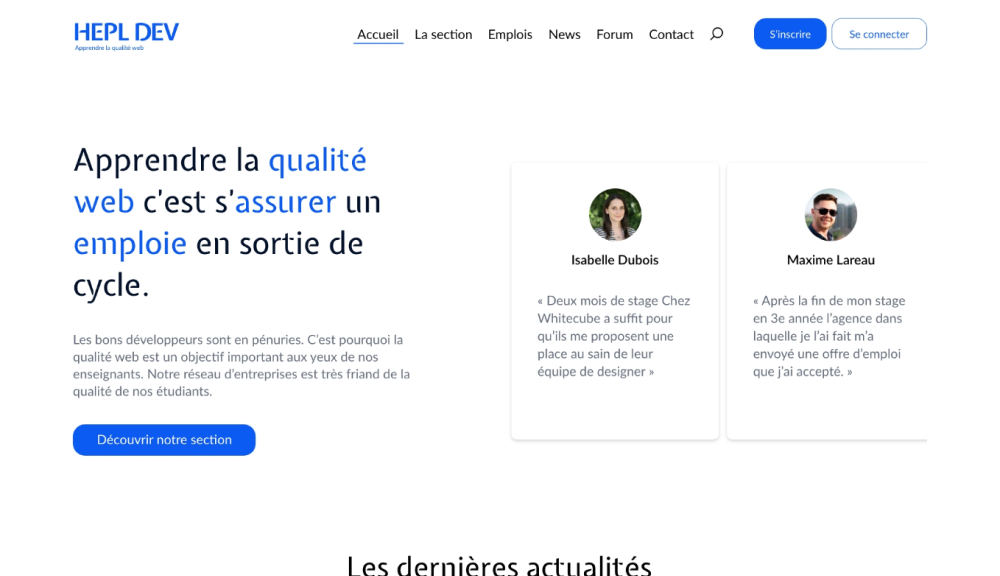 HEPL DEV
Apprendre la qualité web
Accueil La section Emplois News Forum Contact
S'inscrire
Se connecter
Apprendre la qualité
web c'est s'assurer un
emploie en sortie de
cycle.
Les bons développeurs sont en pénuries. C'est pourquoi la
qualité web est un objectif important aux yeux de nos
enseignants. Notre réseau d'entreprises est très friand de la
qualité de nos étudiants.
Découvrir notre section
Isabelle Dubois
« Deux mois de stage Chez
Whitecube a suffit pour
qu'ils me proposent une
place au sain de leur
équipe de designer »
Maxime Lareau
« Après la fin de mon stage
en 3e année l'agence dans
laquelle je l'ai fait m'a
envoyé une offre d'emploi
que j'ai accepté. »
Les dernières actualités